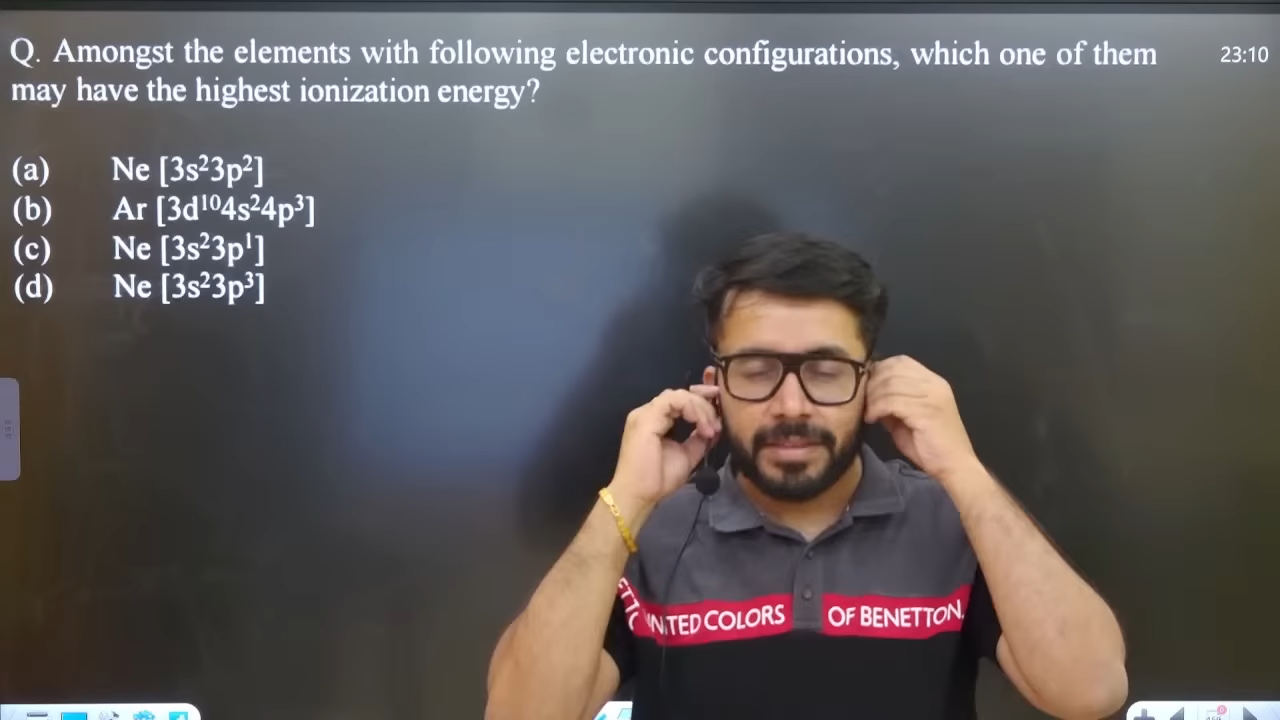 Q. Amongst the elements with following electronic configurations, which one of them
23:10
may have the highest ionization energy?
(a) Ne [3s²3p²]
(b) Ar [3d¹⁰4s²4p³]
(c) Ne [3s²3p¹]
(d) Ne [3s²3p³]
UNITED COLORS OF BENETTON.